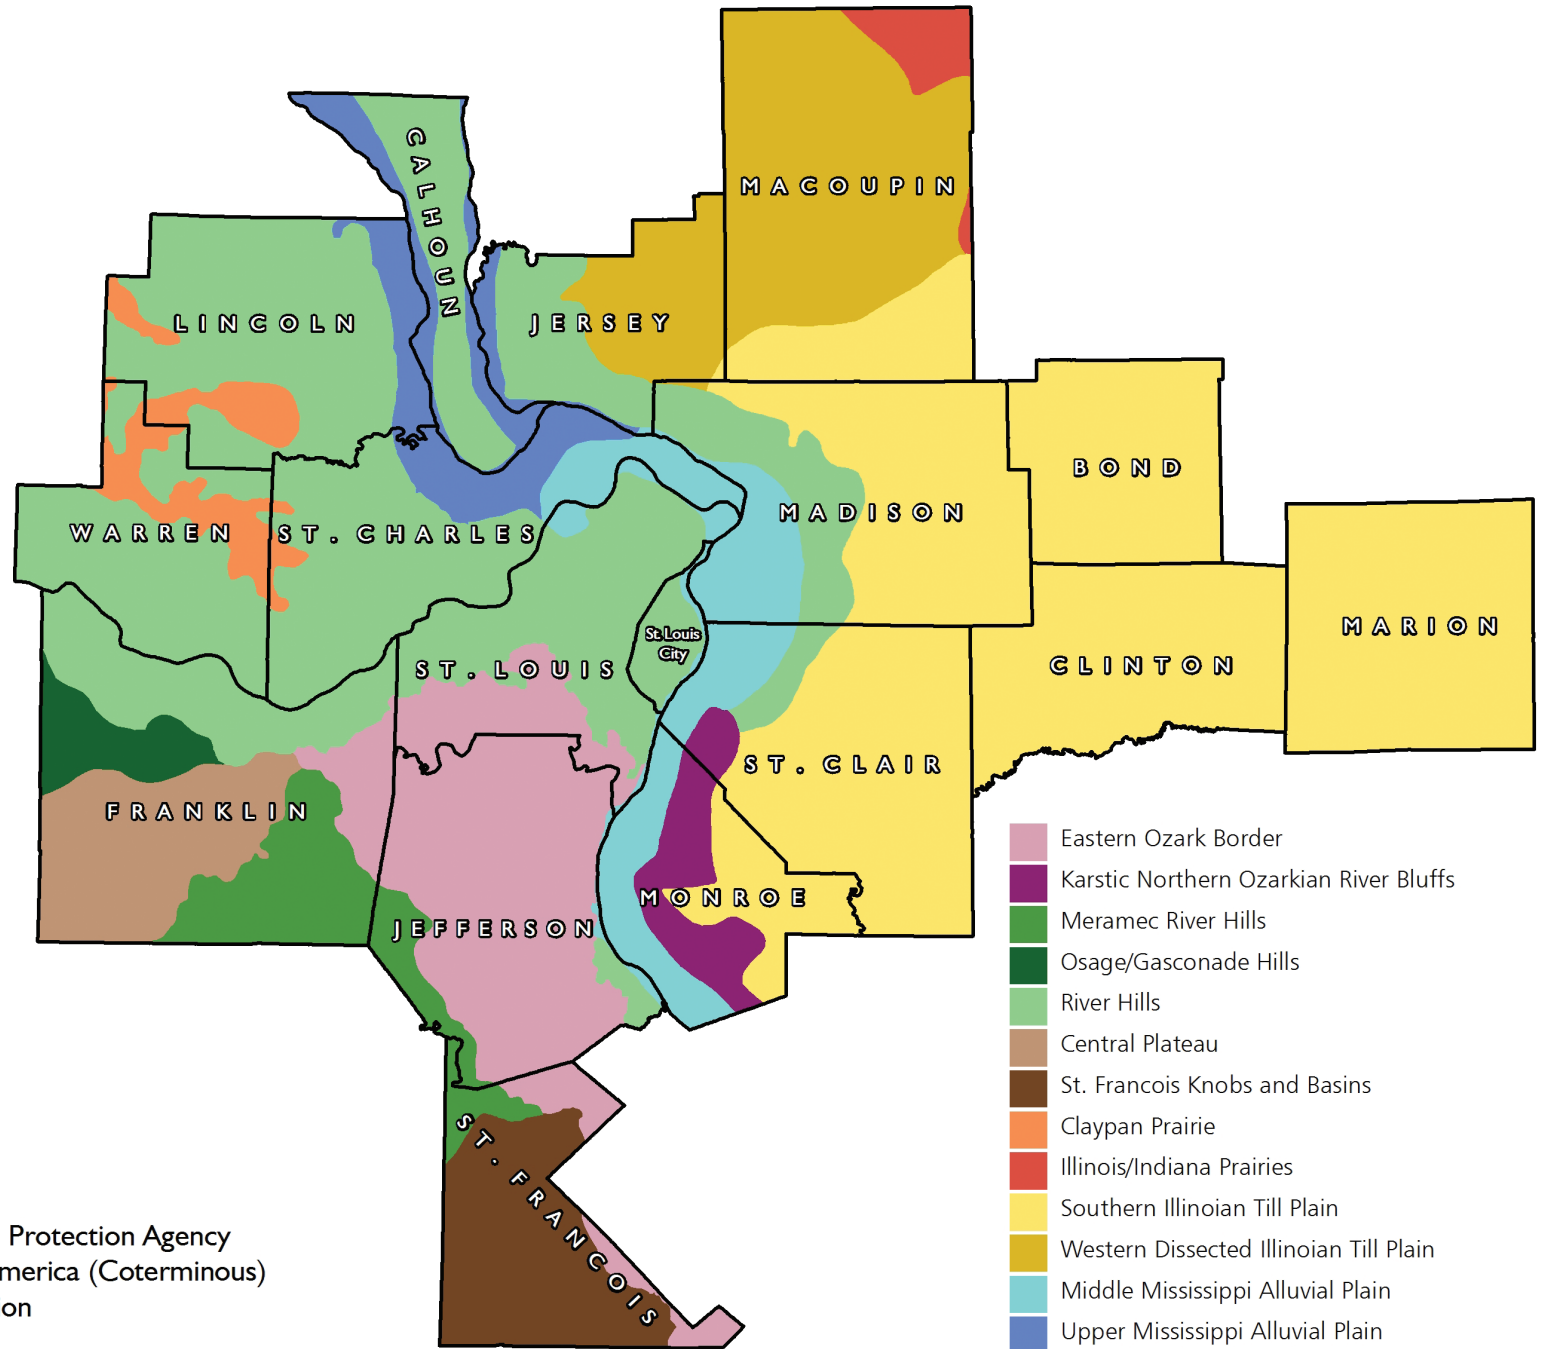 CALHOUN
MACOUPIN
LINCOLN
JERSEY
BOND
MADISON
WARREN
ST. CHARLES
MARION
St. Louis
City
CLINTON
ST. LOUIS
ST. CLAIR
FRANKLIN
MONROE
JEFFERSON
ST. FRANCOIS
Eastern Ozark Border
Karstic Northern Ozarkian River Bluffs
Meramec River Hills
Osage/Gasconade Hills
River Hills
Central Plateau
St. Francois Knobs and Basins
Claypan Prairie
Illinois/Indiana Prairies
Southern Illinoian Till Plain
Western Dissected Illinoian Till Plain
Middle Mississippi Alluvial Plain
Upper Mississippi Alluvial Plain
Protection Agency
merica (Coterminous)
on